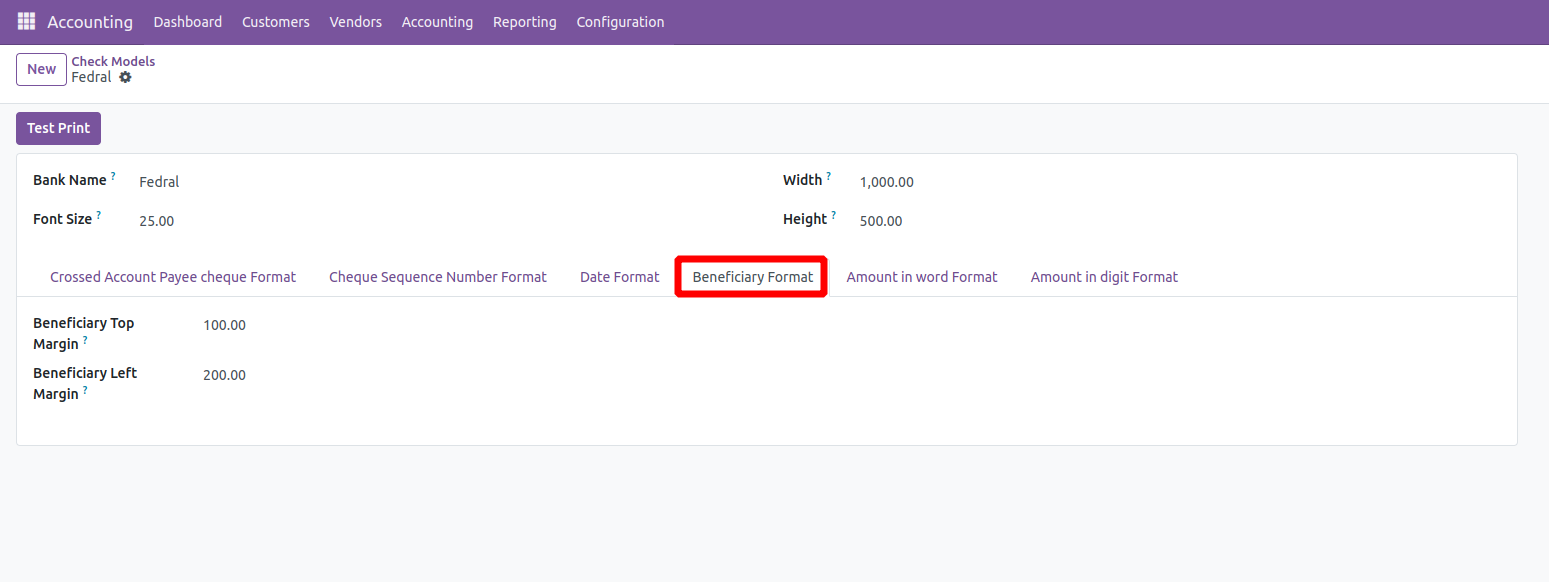 Accounting Dashboard Customers Vendors Accounting Reporting Configuration
New
Check Models
Fedral
Test Print
Bank Name ? Fedral Width ? 1,000.00
Font Size ? 25.00 Height ? 500.00
Crossed Account Payee cheque Format Cheque Sequence Number Format Date Format Beneficiary Format Amount in word Format Amount in digit Format
Beneficiary Top
Margin ? 100.00
Beneficiary Left
Margin ? 200.00